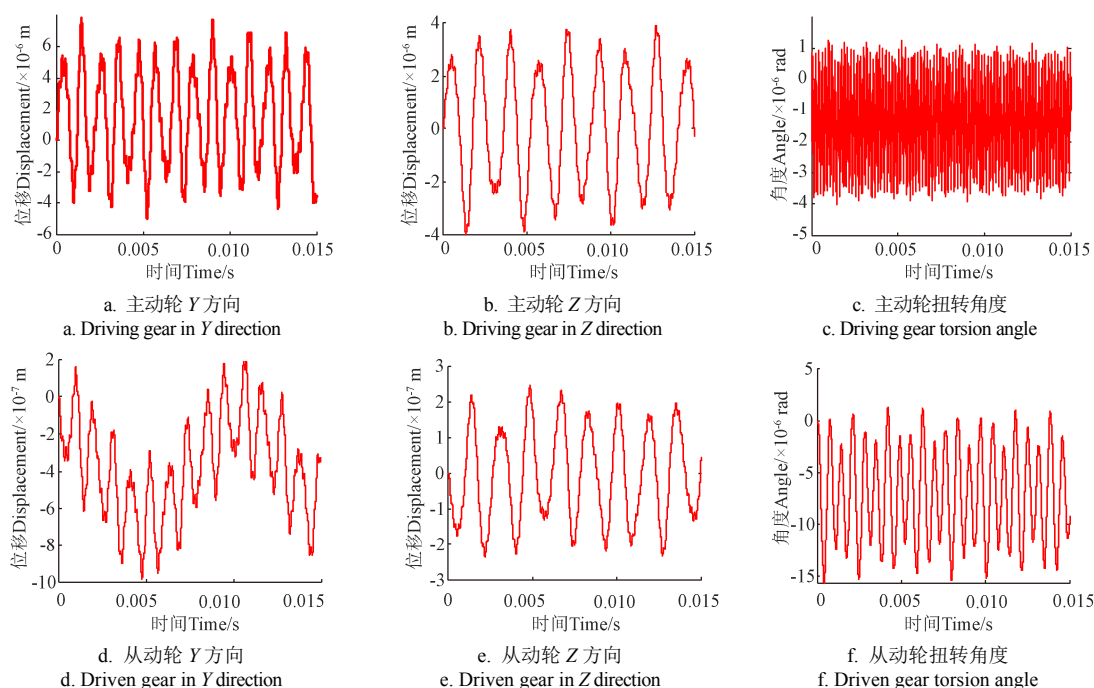 位移Displacement/×10⁻⁶ m
6
4
2
0
-2
-4
-6
0 0.005 0.010 0.015
时间Time/s
a. 主动轮 Y 方向
a. Driving gear in Y direction
位移Displacement/×10⁻⁶ m
4
2
0
-2
-4
0 0.005 0.010 0.015
时间Time/s
b. 主动轮 Z 方向
b. Driving gear in Z direction
角度Angle/×10⁻⁶ rad
1
0
-1
-2
-3
-4
-5
0 0.005 0.010 0.015
时间Time/s
c. 主动轮扭转角度
c. Driving gear torsion angle
位移Displacement/×10⁻⁷ m
2
0
-2
-4
-6
-8
-10
0 0.005 0.010 0.015
时间Time/s
d. 从动轮 Y 方向
d. Driven gear in Y direction
位移Displacement/×10⁻⁷ m
3
2
1
0
-1
-2
-3
0 0.005 0.010 0.015
时间Time/s
e. 从动轮 Z 方向
e. Driven gear in Z direction
角度Angle/×10⁻⁶ rad
5
0
-5
-10
-15
0 0.005 0.010 0.015
时间Time/s
f. 从动轮扭转角度
f. Driven gear torsion angle